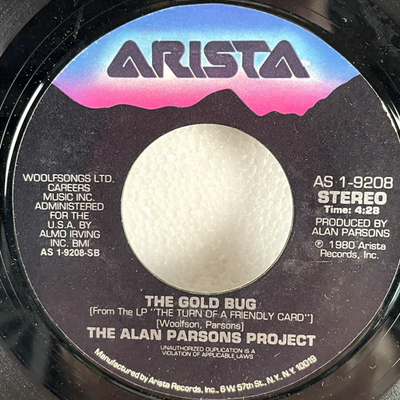 ARISTA
WOOLFSONGS LTD.
CAREERS
MUSIC INC.
ADMINISTERED
FOR THE
U.S.A. BY
ALMO IRVING
INC. BMI
AS 1-9208-SB
AS 1-9208
STEREO
Time: 4:28
PRODUCED BY
ALAN PARSONS
℗ 1980 Arista
Records, Inc.
THE GOLD BUG
(From The LP "THE TURN OF A FRIENDLY CARD")
(Woolfson, Parsons)
THE ALAN PARSONS PROJECT
UNAUTHORIZED DUPLICATION IS A
VIOLATION OF APPLICABLE LAWS
Manufactured by Arista Records, Inc., 6 W. 57th St., N.Y., N.Y. 10019